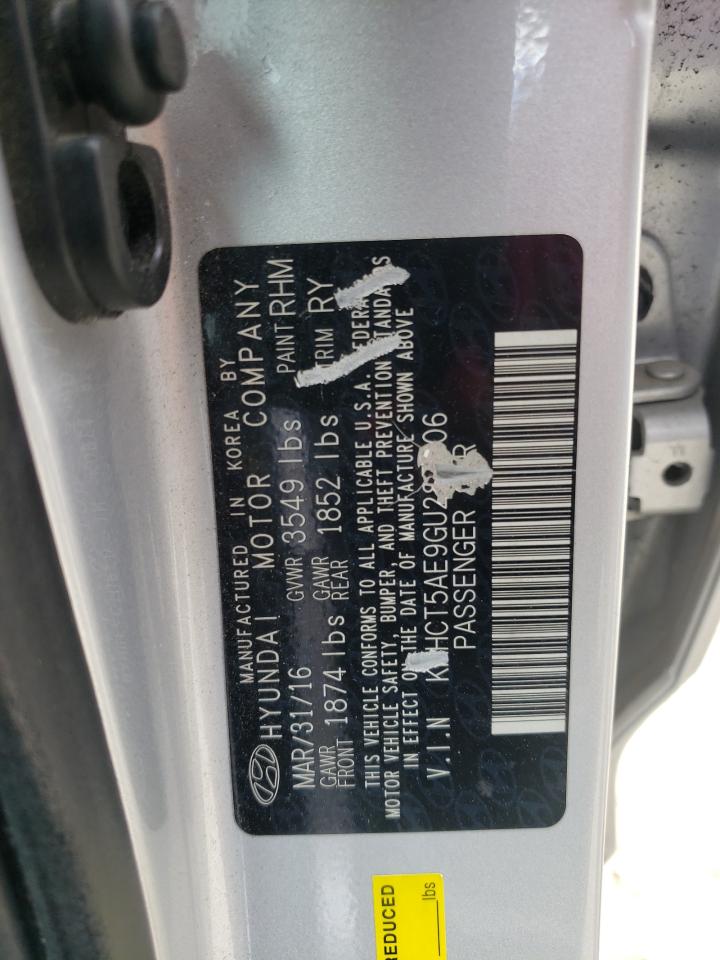 MANUFACTURED IN KOREA BY
HYUNDAI MOTOR COMPANY
MAR/31/16 GVWR 3549 lbs PAINT RHM
GAWR FRONT 1874 lbs GAWR REAR 1852 lbs TRIM RY
THIS VEHICLE CONFORMS TO ALL APPLICABLE U.S.A.
MOTOR VEHICLE SAFETY, BUMPER, AND THEFT PREVENTION STANDARDS
IN EFFECT ON THE DATE OF MANUFACTURE SHOWN ABOVE
V.I.N
PASSENGER
REDUCED
lbs